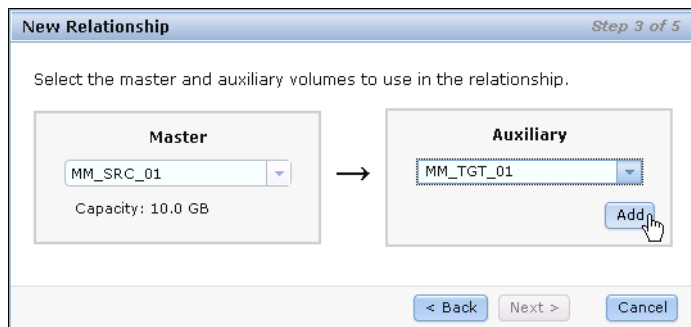 New Relationship Step 3 of 5
Select the master and auxiliary volumes to use in the relationship.
Master
MM_SRC_01
Capacity: 10.0 GB
Auxiliary
MM_TGT_01
Add
< Back Next > Cancel